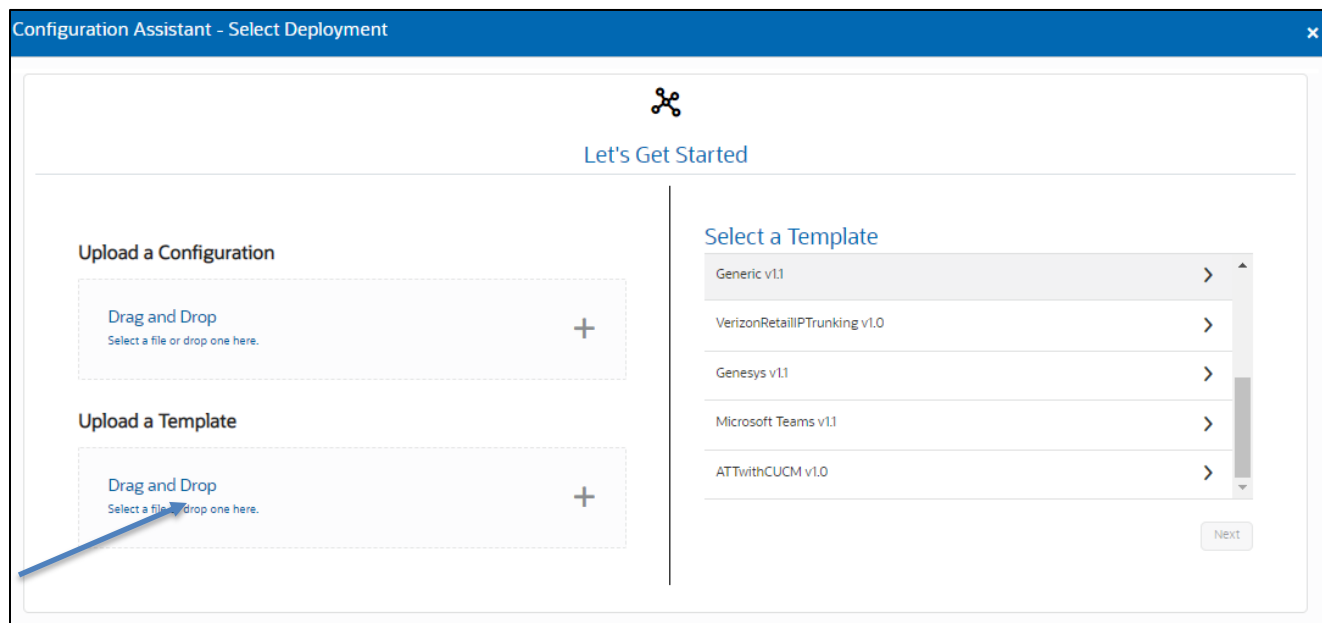 Configuration Assistant - Select Deployment
Let's Get Started
Upload a Configuration
Drag and Drop
Select a file or drop one here.
Upload a Template
Drag and Drop
Select a file or drop one here.
Select a Template
Generic v1.1
VerizonRetailIPTrunking v1.0
Genesys v1.1
Microsoft Teams v1.1
ATTwithCUCM v1.0
Next